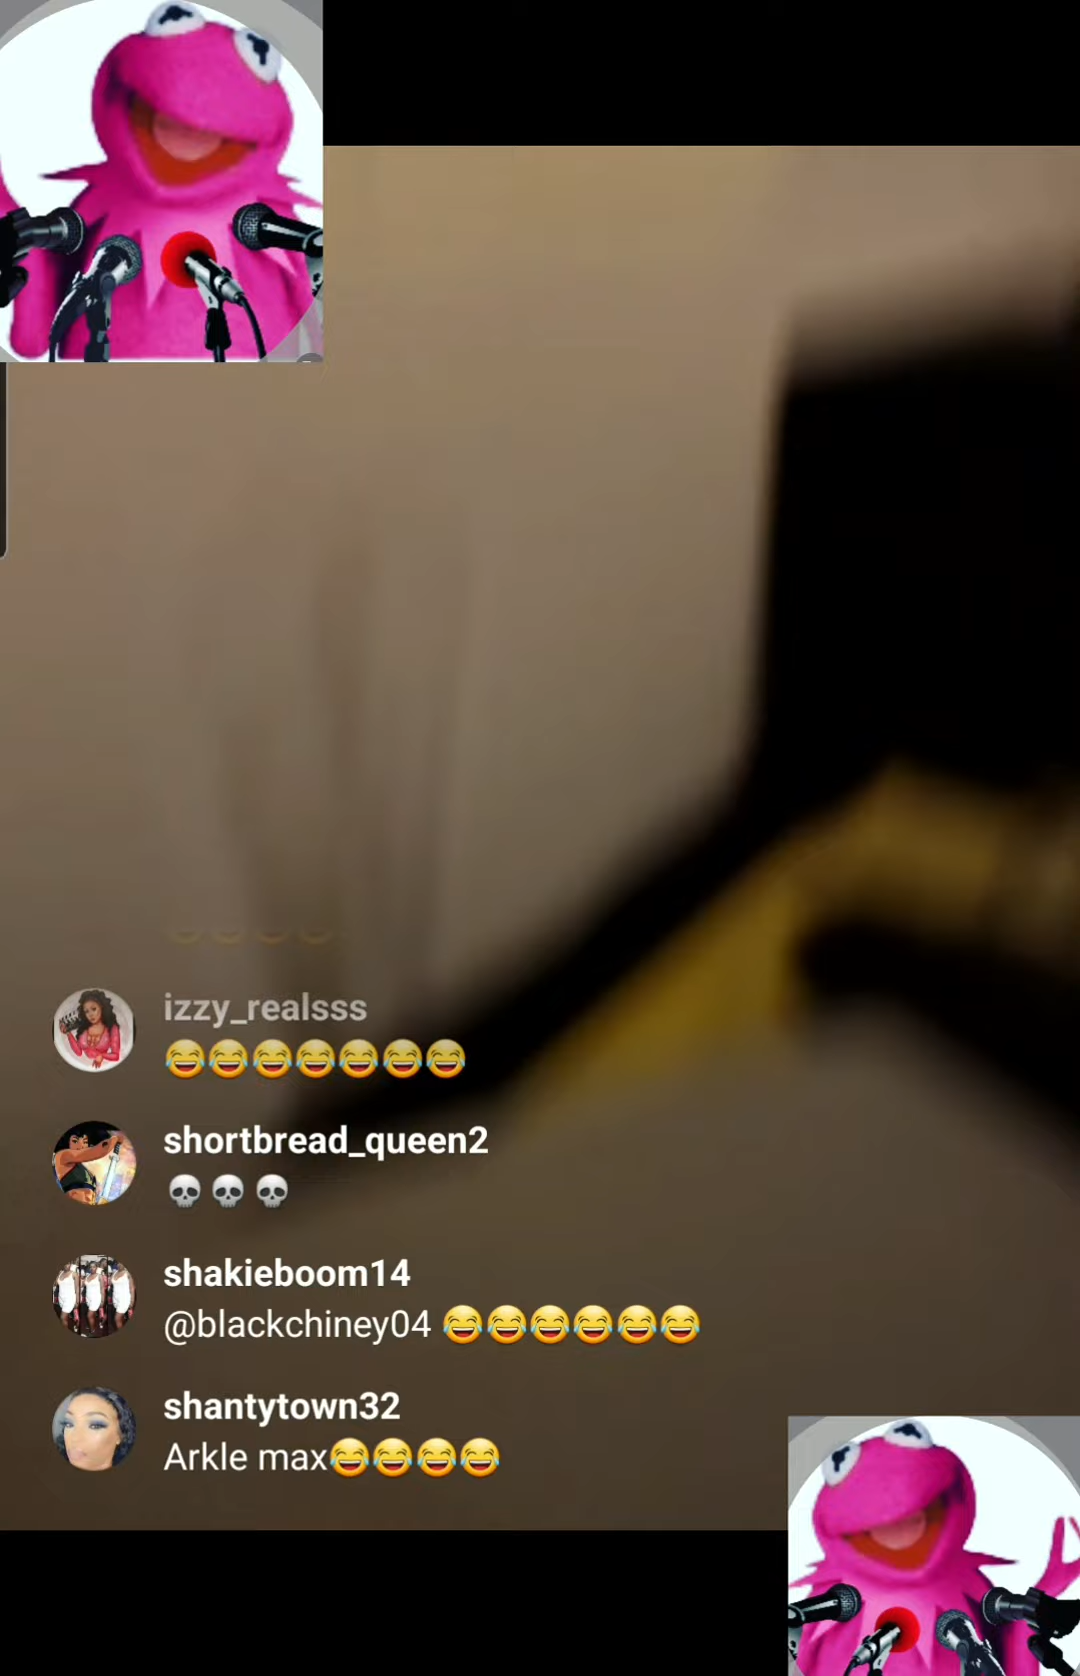 izzy_realsss
😂😂😂😂😂😂😂
shortbread_queen2
💀💀💀
shakieboom14
@blackchiney04 😂😂😂😂😂😂
shantytown32
Arkle max😂😂😂😂